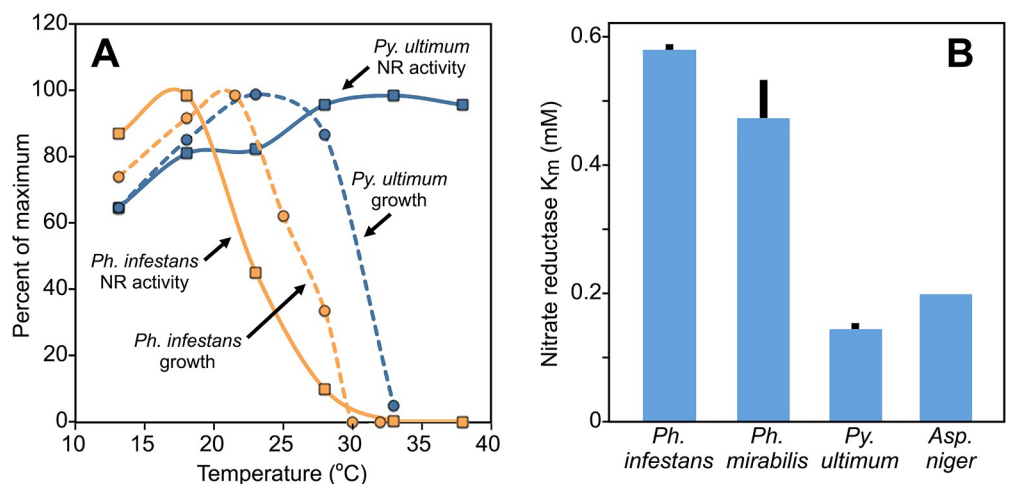 A
Percent of maximum
120
100
80
60
40
20
0
Py. ultimum
NR activity
Py. ultimum
growth
Ph. infestans
NR activity
Ph. infestans
growth
10 15 20 25 30 35 40
Temperature (°C)
B
Nitrate reductase Km (mM)
0.6
0.4
0.2
0
Ph.
infestans
Ph.
mirabilis
Py.
ultimum
Asp.
niger